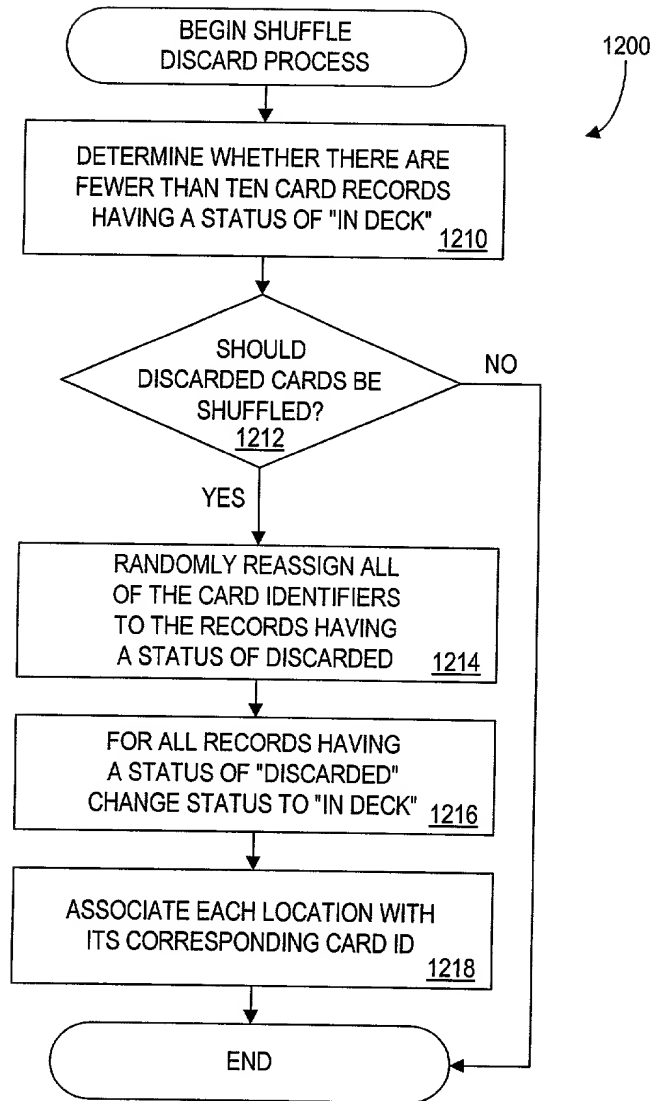 BEGIN SHUFFLE
DISCARD PROCESS
1200
DETERMINE WHETHER THERE ARE
FEWER THAN TEN CARD RECORDS
HAVING A STATUS OF "IN DECK"
1210
SHOULD
DISCARDED CARDS BE
SHUFFLED?
1212
NO
YES
RANDOMLY REASSIGN ALL
OF THE CARD IDENTIFIERS
TO THE RECORDS HAVING
A STATUS OF DISCARDED
1214
FOR ALL RECORDS HAVING
A STATUS OF "DISCARDED"
CHANGE STATUS TO "IN DECK"
1216
ASSOCIATE EACH LOCATION WITH
ITS CORRESPONDING CARD ID
1218
END